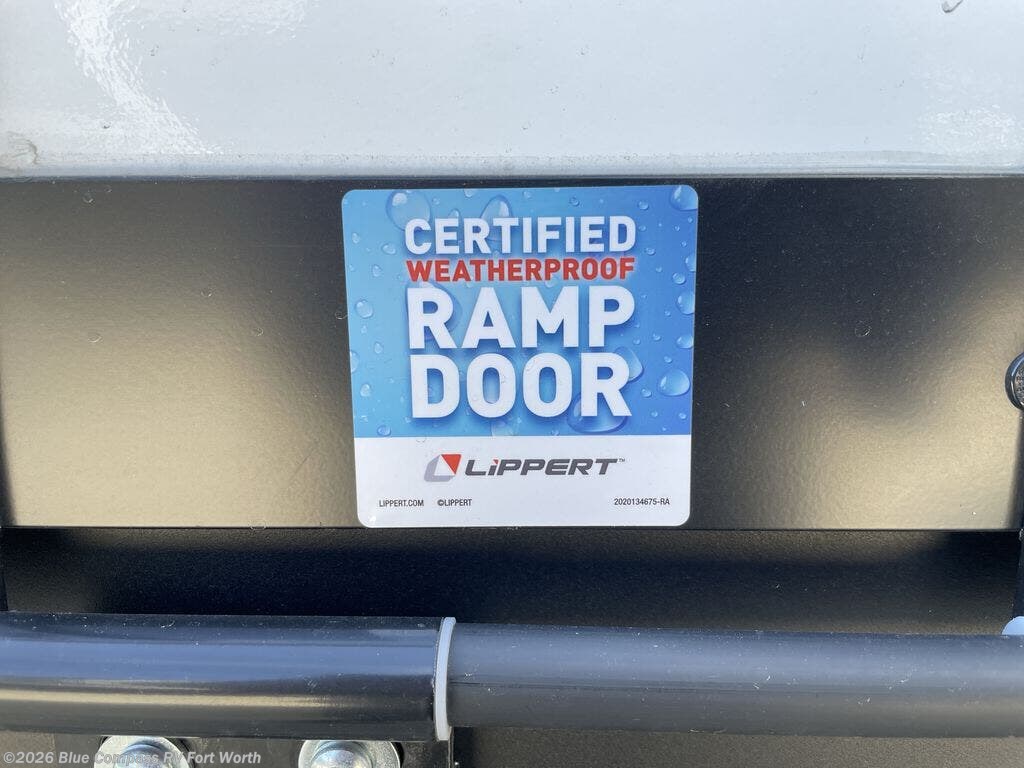 CERTIFIED
WEATHERPROOF
RAMP
DOOR
LiPPERT™
LIPPERT.COM ©LIPPERT 2020134675-RA
©2026 Blue Compass RV Fort Worth